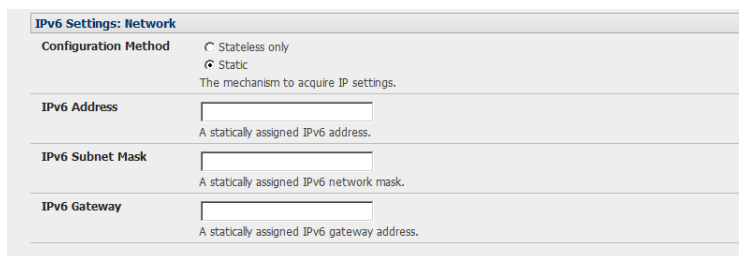 IPv6 Settings: Network
Configuration Method
Stateless only
Static
The mechanism to acquire IP settings.
IPv6 Address
A statically assigned IPv6 address.
IPv6 Subnet Mask
A statically assigned IPv6 network mask.
IPv6 Gateway
A statically assigned IPv6 gateway address.